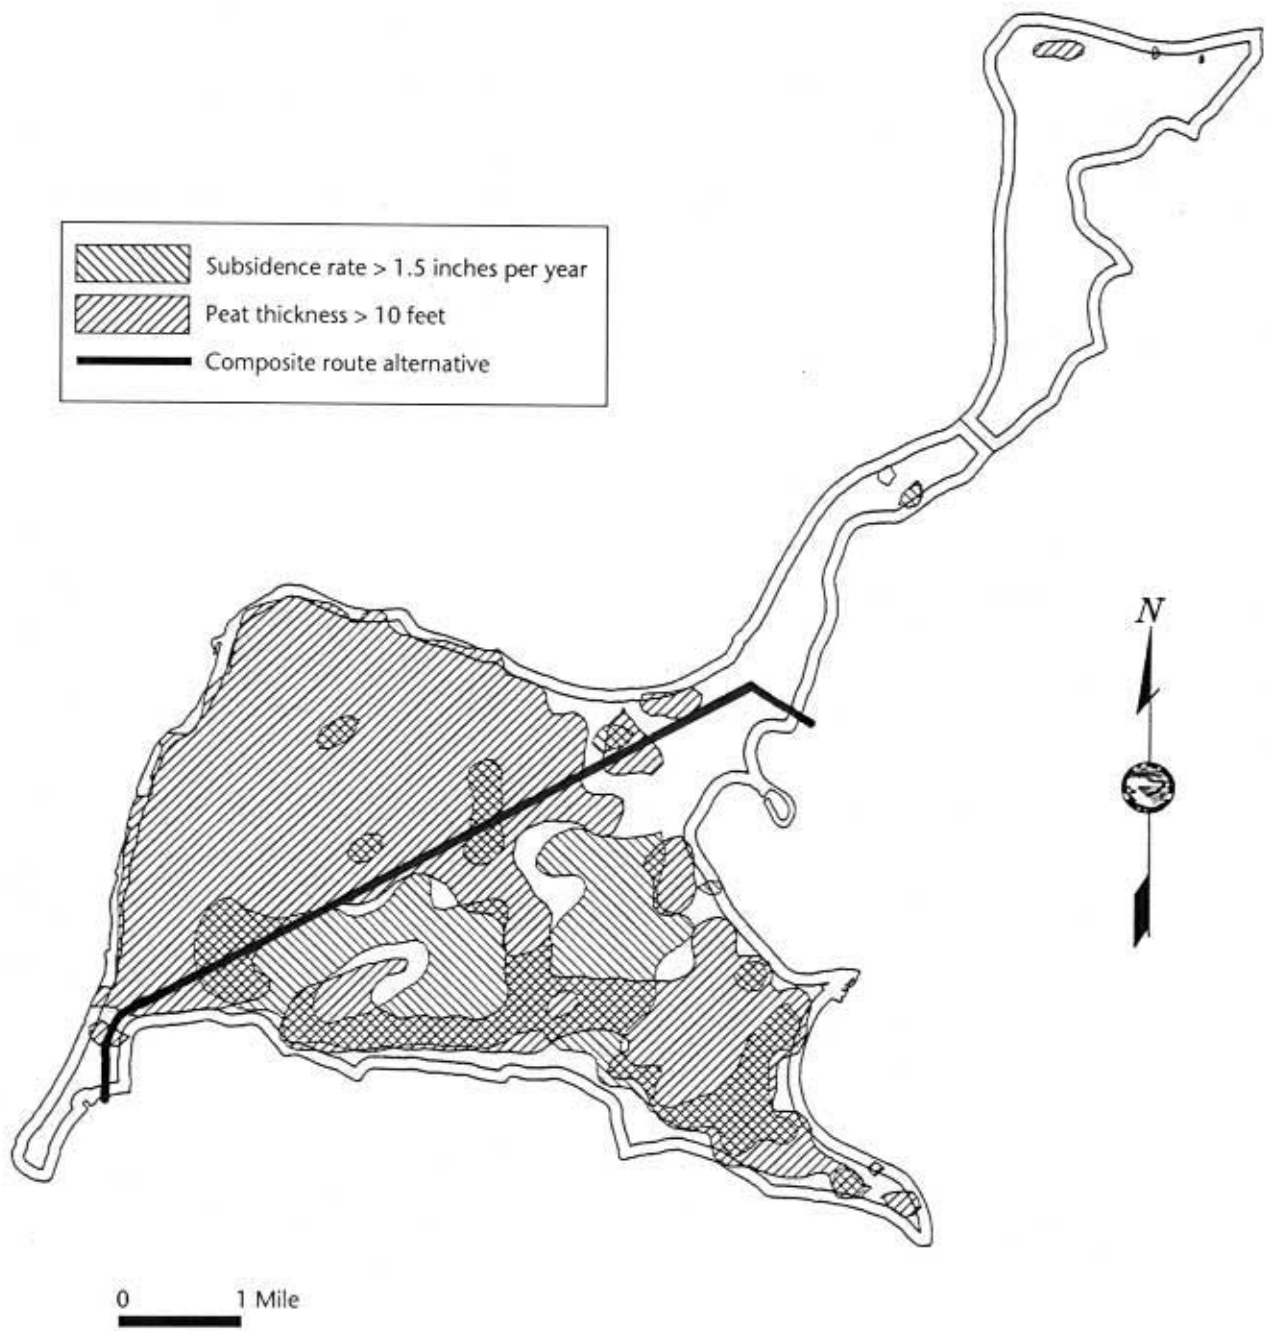 Subsidence rate > 1.5 inches per year
Peat thickness > 10 feet
Composite route alternative
N
0 1 Mile